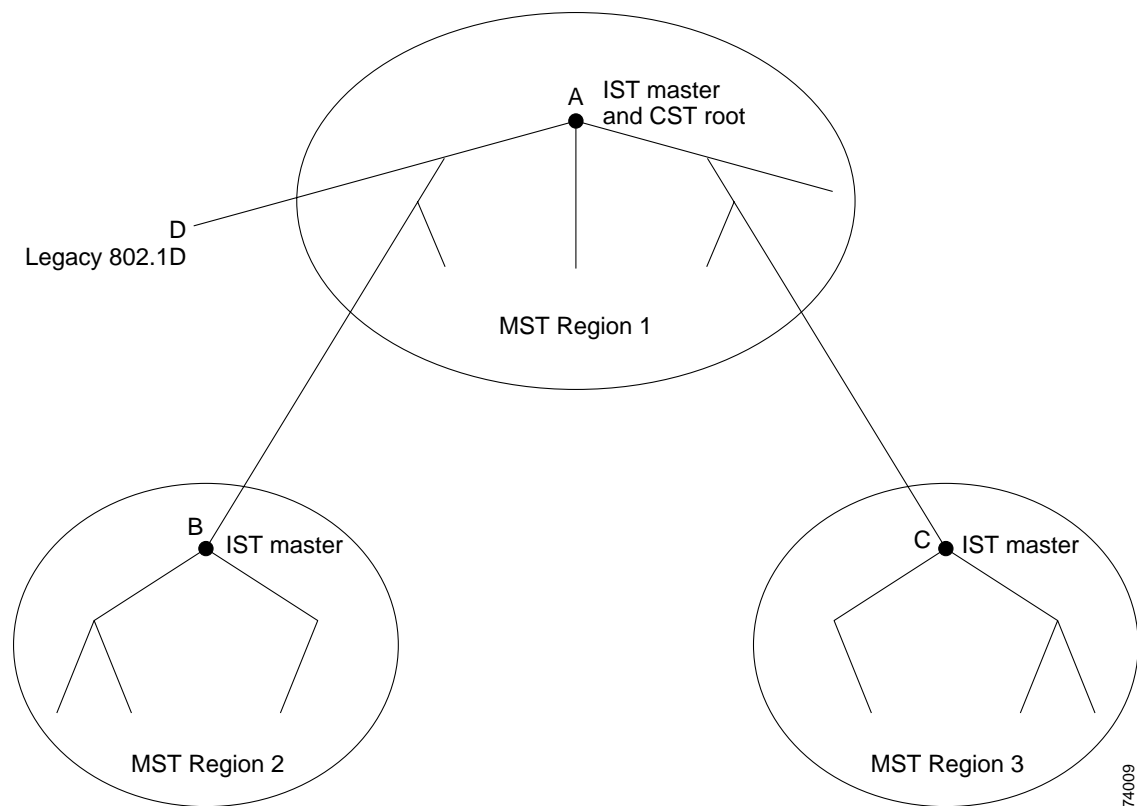 A
IST master
and CST root
D
Legacy 802.1D
MST Region 1
B
IST master
C
IST master
MST Region 2
MST Region 3
74009